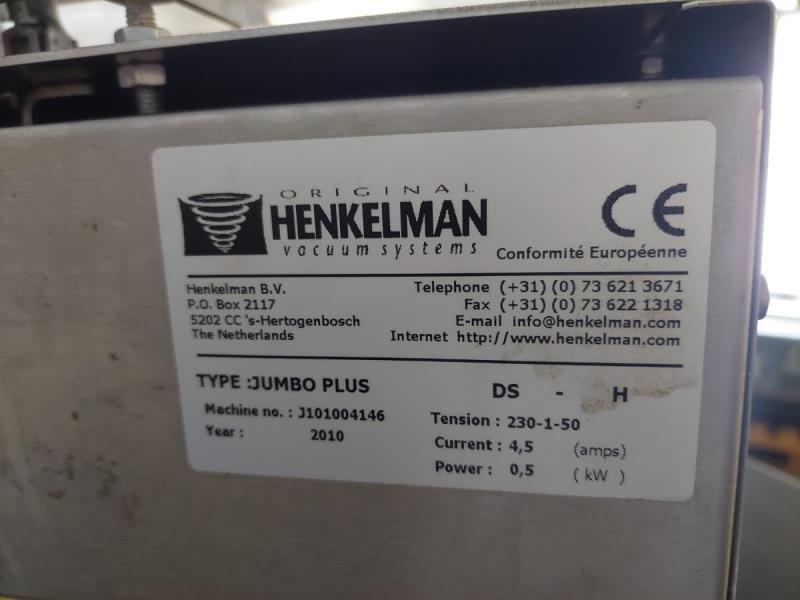 ORIGINAL
HENKELMAN
vacuum systems
CE
Conformité Européenne
Henkelman B.V.
P.O. Box 2117
5202 CC 's-Hertogenbosch
The Netherlands
Telephone (+31) (0) 73 621 3671
Fax (+31) (0) 73 622 1318
E-mail info@henkelman.com
Internet http://www.henkelman.com
TYPE :JUMBO PLUS DS - H
Machine no. : J101004146
Year : 2010
Tension : 230-1-50
Current : 4,5 (amps)
Power : 0,5 (kW)